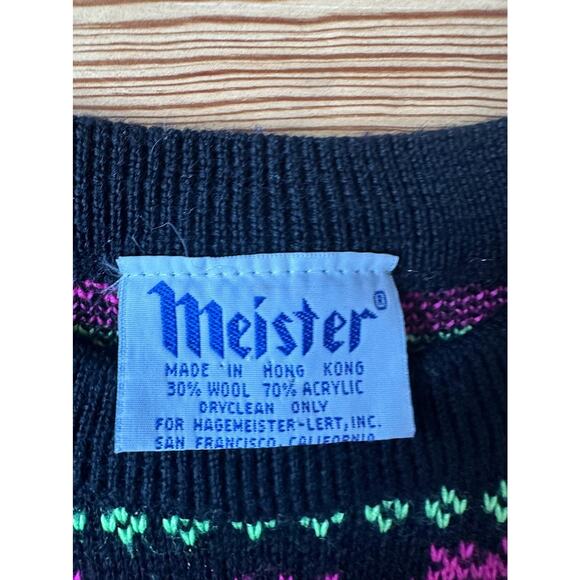 Meister®
MADE IN HONG KONG
30% WOOL 70% ACRYLIC
DRYCLEAN ONLY
FOR HAGEMEISTER-LERT, INC.
SAN FRANCISCO, CALIFORNIA